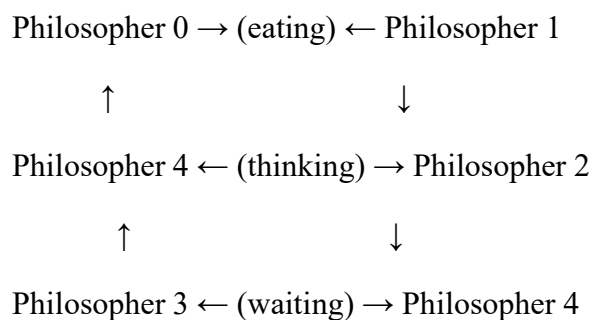 Philosopher 0 → (eating) ← Philosopher 1
↑ ↓
Philosopher 4 ← (thinking) → Philosopher 2
↑ ↓
Philosopher 3 ← (waiting) → Philosopher 4